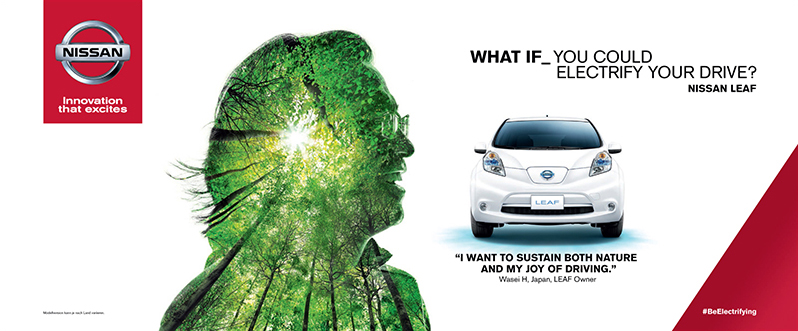 NISSAN
Innovation
that excites
WHAT IF_ YOU COULD
ELECTRIFY YOUR DRIVE?
NISSAN LEAF
LEAF
“I WANT TO SUSTAIN BOTH NATURE
AND MY JOY OF DRIVING.”
Wasei H, Japan, LEAF Owner
#BeElectrifying